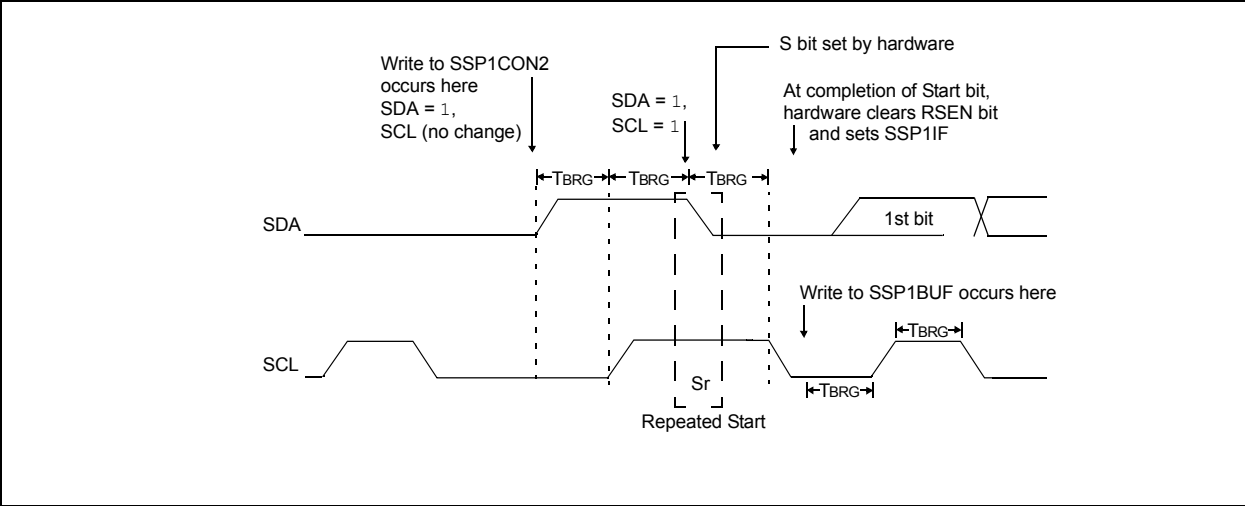 S bit set by hardware
Write to SSP1CON2
occurs here
SDA = 1,
SCL (no change)
SDA = 1,
SCL = 1
At completion of Start bit,
hardware clears RSEN bit
and sets SSP1IF
TBRG
TBRG
TBRG
SDA
1st bit
Write to SSP1BUF occurs here
TBRG
SCL
Sr
TBRG
Repeated Start